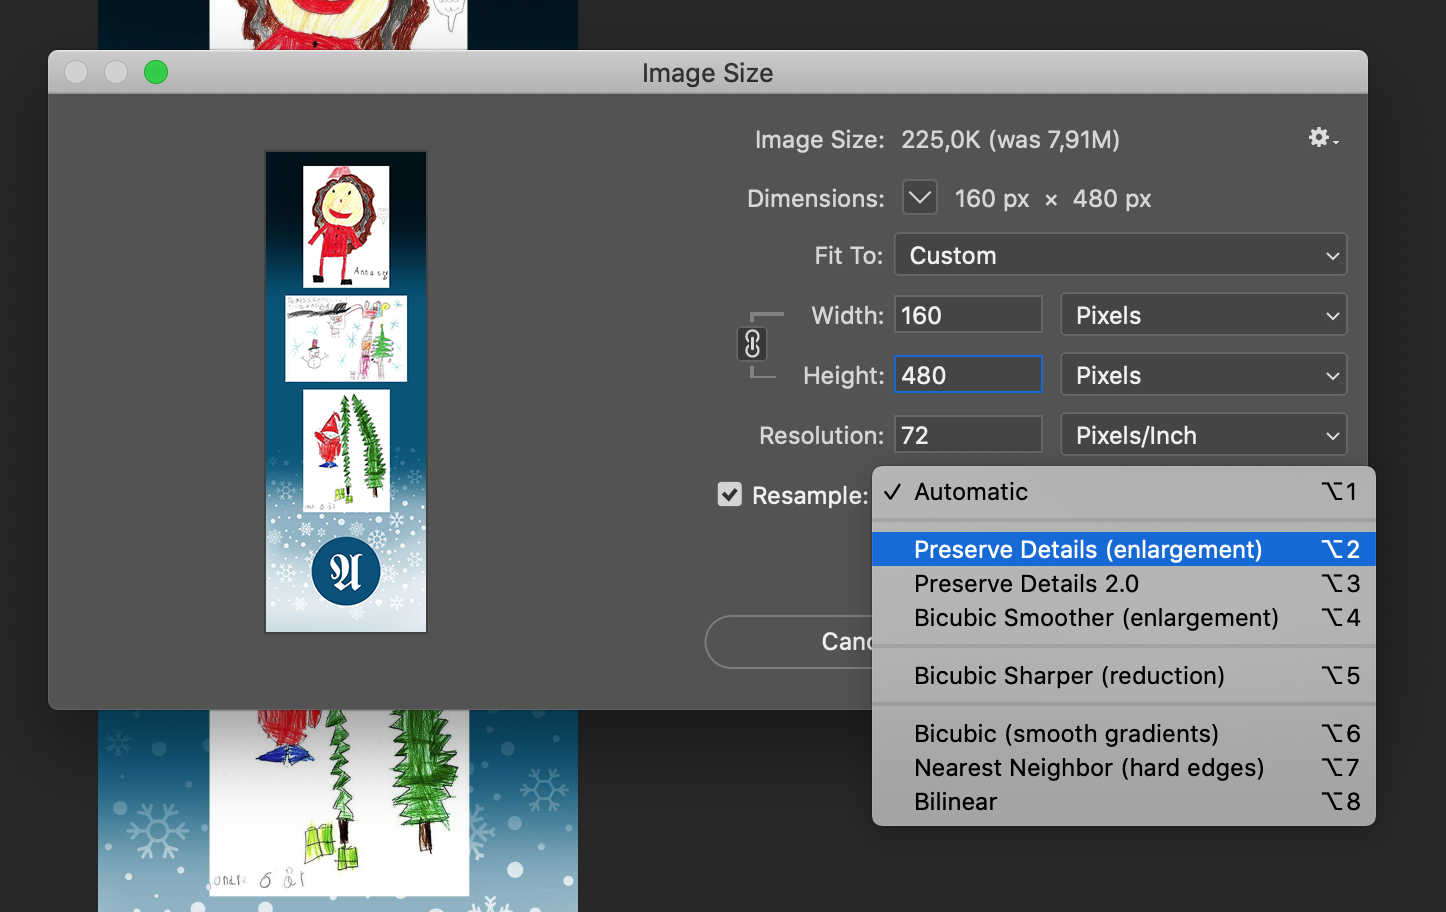 Image Size
Image Size: 225,0K (was 7,91M)
Dimensions: 160 px × 480 px
Fit To: Custom
Width: 160 Pixels
Height: 480 Pixels
Resolution: 72 Pixels/Inch
Resample:
✓ Automatic ⌥1
Preserve Details (enlargement) ⌥2
Preserve Details 2.0 ⌥3
Bicubic Smoother (enlargement) ⌥4
Canc
Bicubic Sharper (reduction) ⌥5
Bicubic (smooth gradients) ⌥6
Nearest Neighbor (hard edges) ⌥7
Bilinear ⌥8
Anna
A
6 år